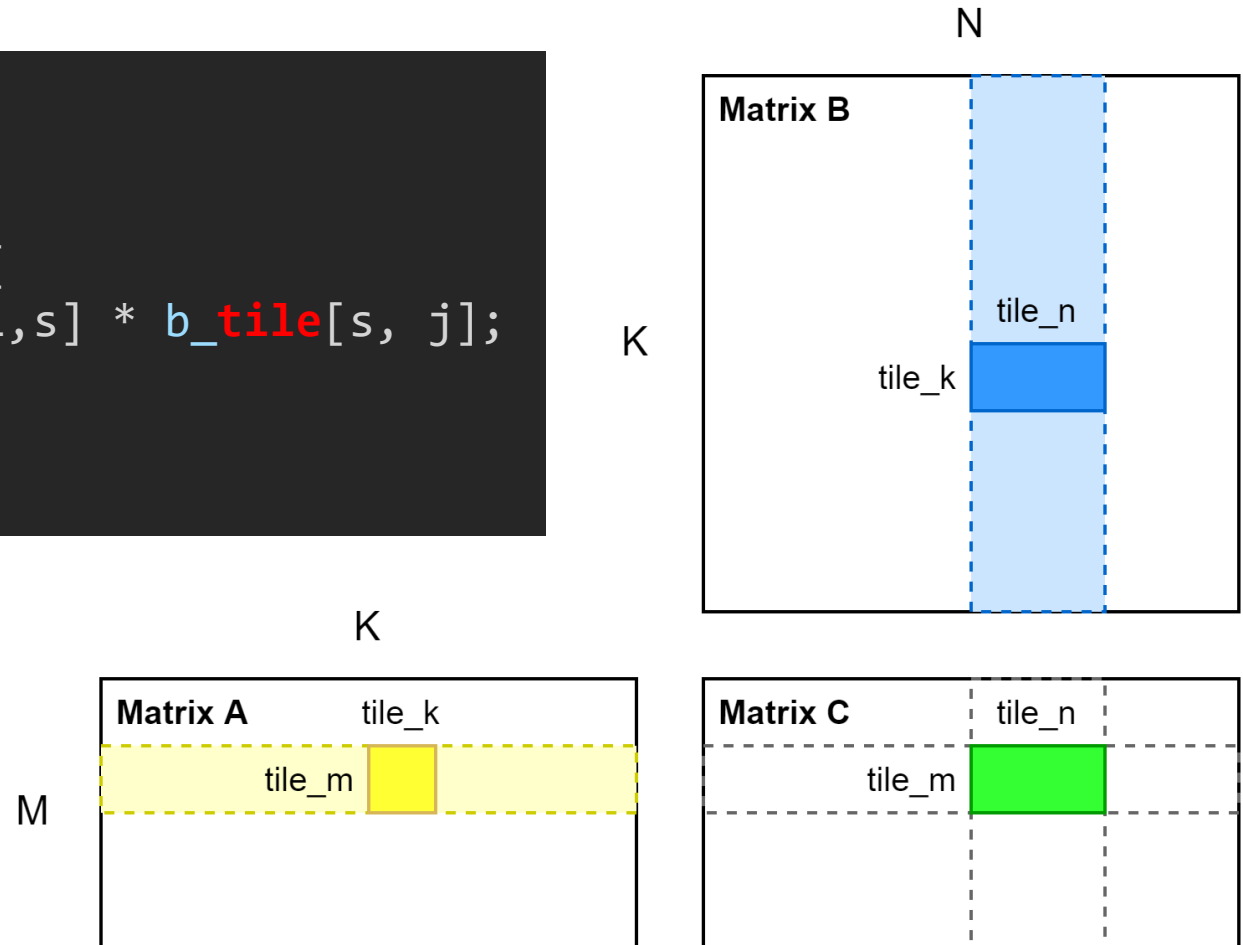 ,s] * b_tile[s, j];
N
Matrix B
K
tile_n
tile_k
K
Matrix A
tile_k
tile_m
M
Matrix C
tile_n
tile_m